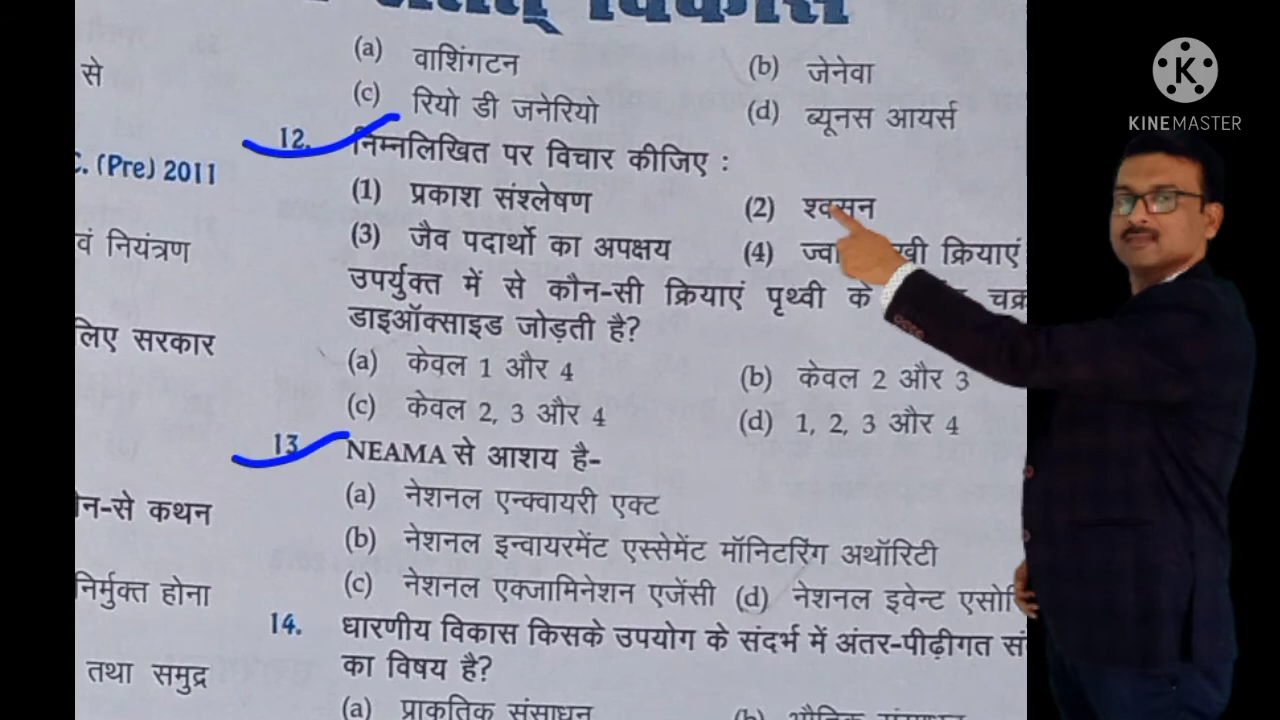 सतत् विकास
(a) वाशिंगटन (b) जेनेवा
से
(c) रियो डी जनेरियो (d) ब्यूनस आयर्स
12. निम्नलिखित पर विचार कीजिए :
C. (Pre) 2011
(1) प्रकाश संश्लेषण (2) श्वसन
(3) जैव पदार्थो का अपक्षय (4) क्रियाएं
वं नियंत्रण
उपर्युक्त में से कौन-सी क्रियाएं पृथ्वी के
डाइऑक्साइड जोड़ती है?
लिए सरकार
(a) केवल 1 और 4 (b) केवल 2 और 3
(c) केवल 2, 3 और 4 (d) 1, 2, 3 और 4
13. NEAMA से आशय है-
(a) नेशनल एन्क्वायरी एक्ट
न-से कथन
(b) नेशनल इन्वायरमेंट एस्सेमेंट मॉनिटरिंग अथॉरिटी
निर्मुक्त होना
(c) नेशनल एक्जामिनेशन एजेंसी (d) नेशनल इवेन्ट
14. धारणीय विकास किसके उपयोग के संदर्भ में अंतर-पीढ़ीगत
तथा समुद्र
का विषय है?
(a) प्राकृतिक संसाधन (b)
K
KINEMASTER